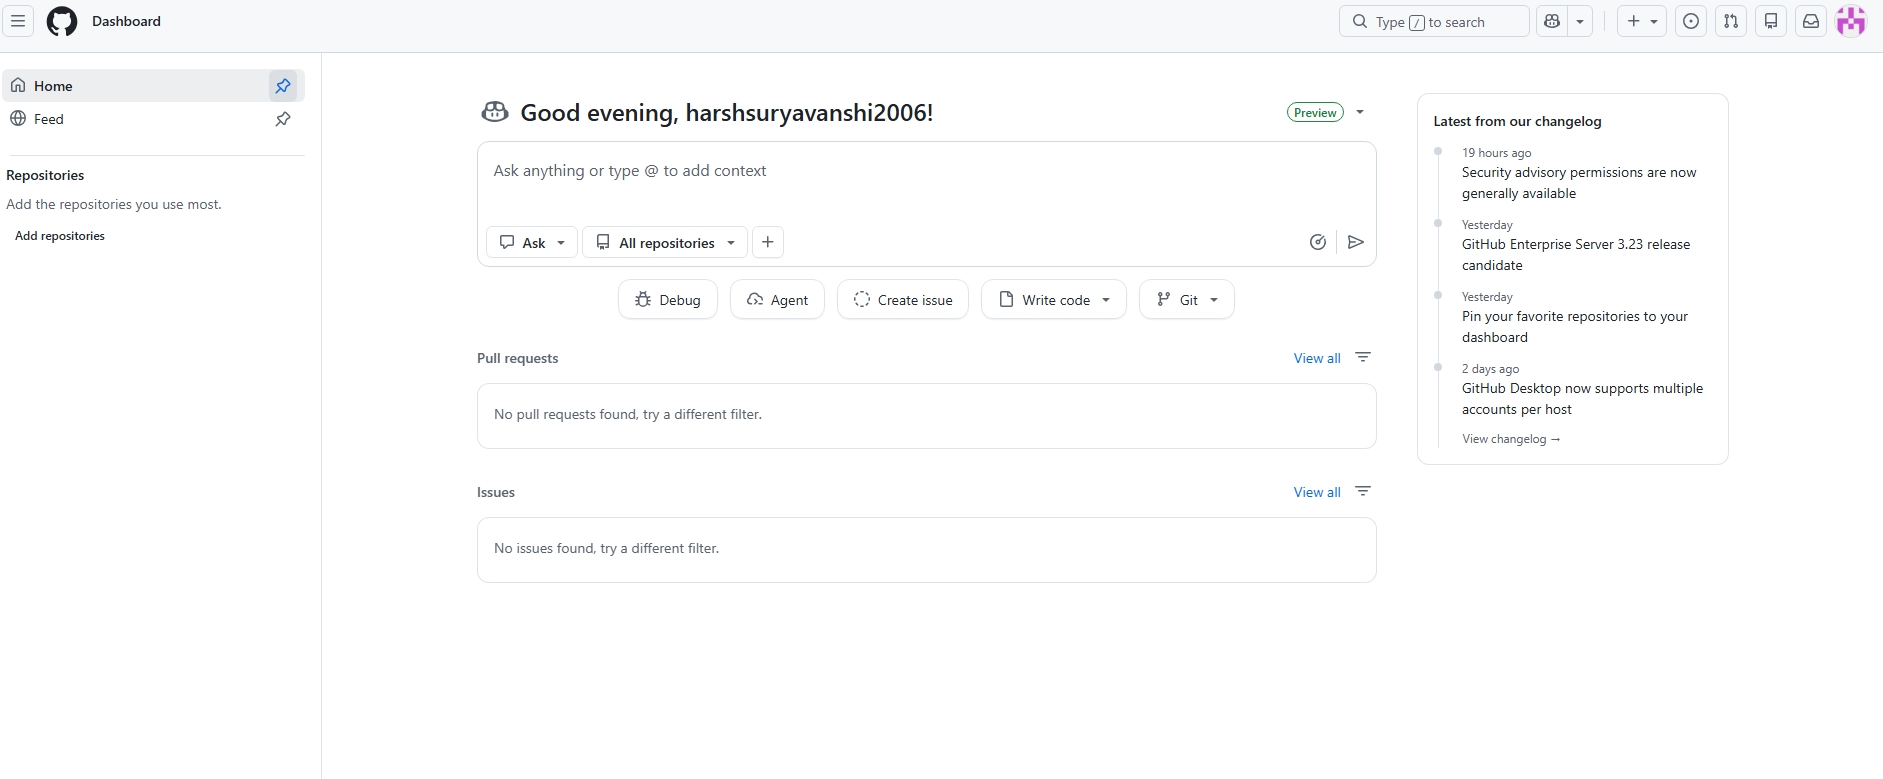 Dashboard
Type / to search
Home
Feed
Repositories
Add the repositories you use most.
Add repositories
Good evening, harshsuryavanshi2006!
Preview
Ask anything or type @ to add context
Ask
All repositories
Debug
Agent
Create issue
Write code
Git
Pull requests
View all
No pull requests found, try a different filter.
Issues
View all
No issues found, try a different filter.
Latest from our changelog
19 hours ago
Security advisory permissions are now
generally available
Yesterday
GitHub Enterprise Server 3.23 release
candidate
Yesterday
Pin your favorite repositories to your
dashboard
2 days ago
GitHub Desktop now supports multiple
accounts per host
View changelog →